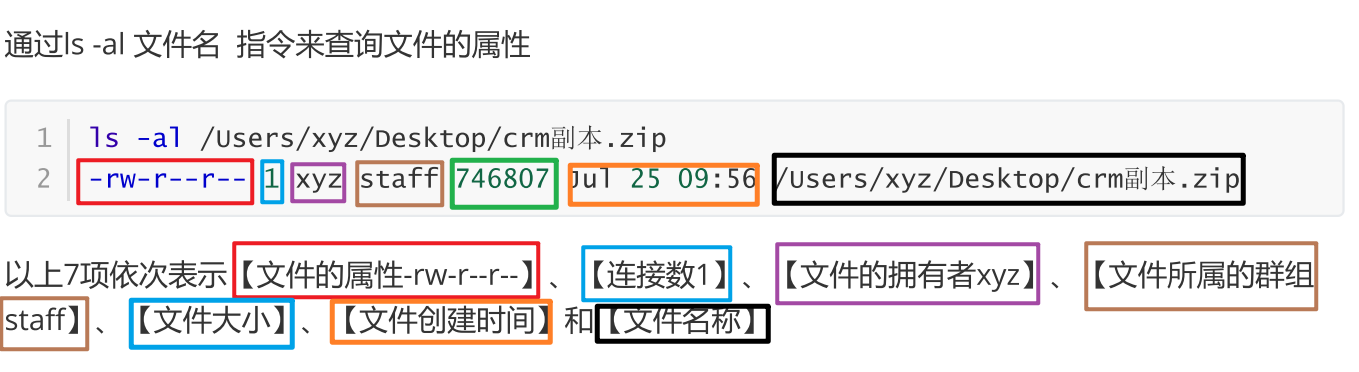 通过ls -al 文件名 指令来查询文件的属性
1 ls -al /Users/xyz/Desktop/crm副本.zip
2 -rw-r--r-- 1 xyz staff 746807 Jul 25 09:56 /Users/xyz/Desktop/crm副本.zip
以上7项依次表示【文件的属性-rw-r--r--】、【连接数1】、【文件的拥有者xyz】、【文件所属的群组
staff】、【文件大小】、【文件创建时间】和【文件名称】